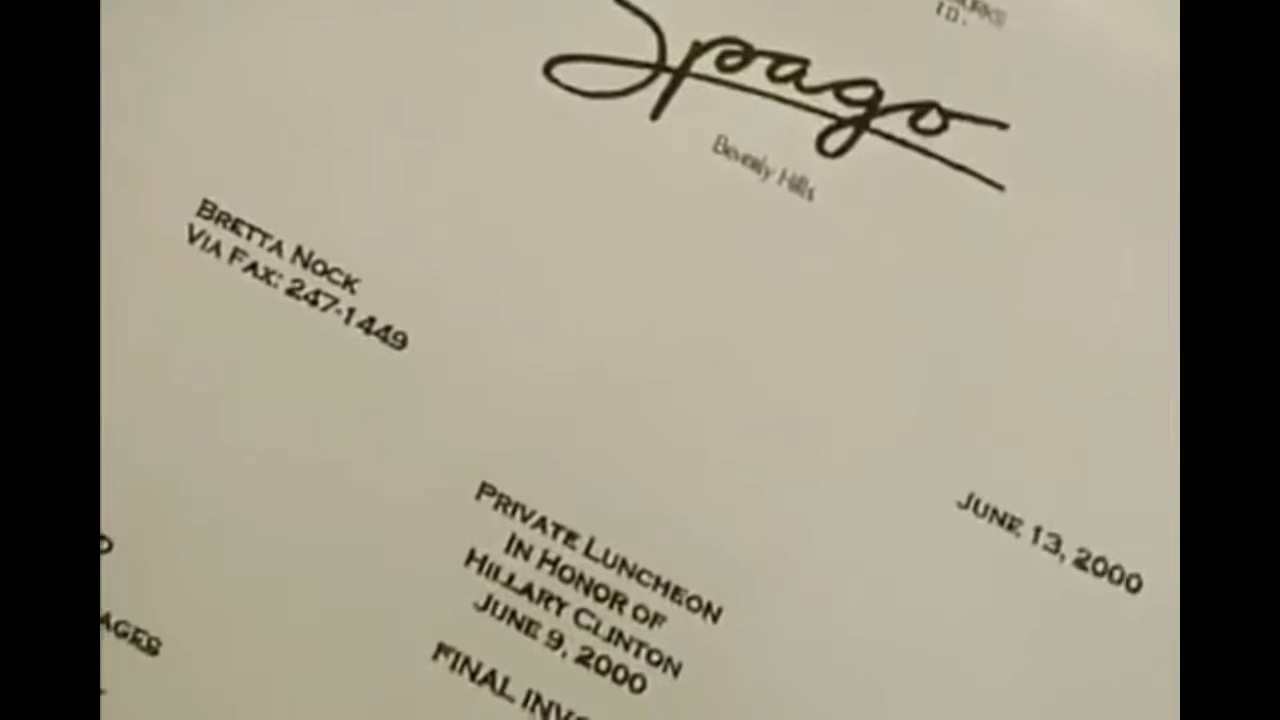 Spago
Beverly Hills
BRETTA NOCK
VIA FAX: 247-1449
JUNE 13, 2000
PRIVATE LUNCHEON
IN HONOR OF
HILLARY CLINTON
JUNE 9, 2000
FINAL